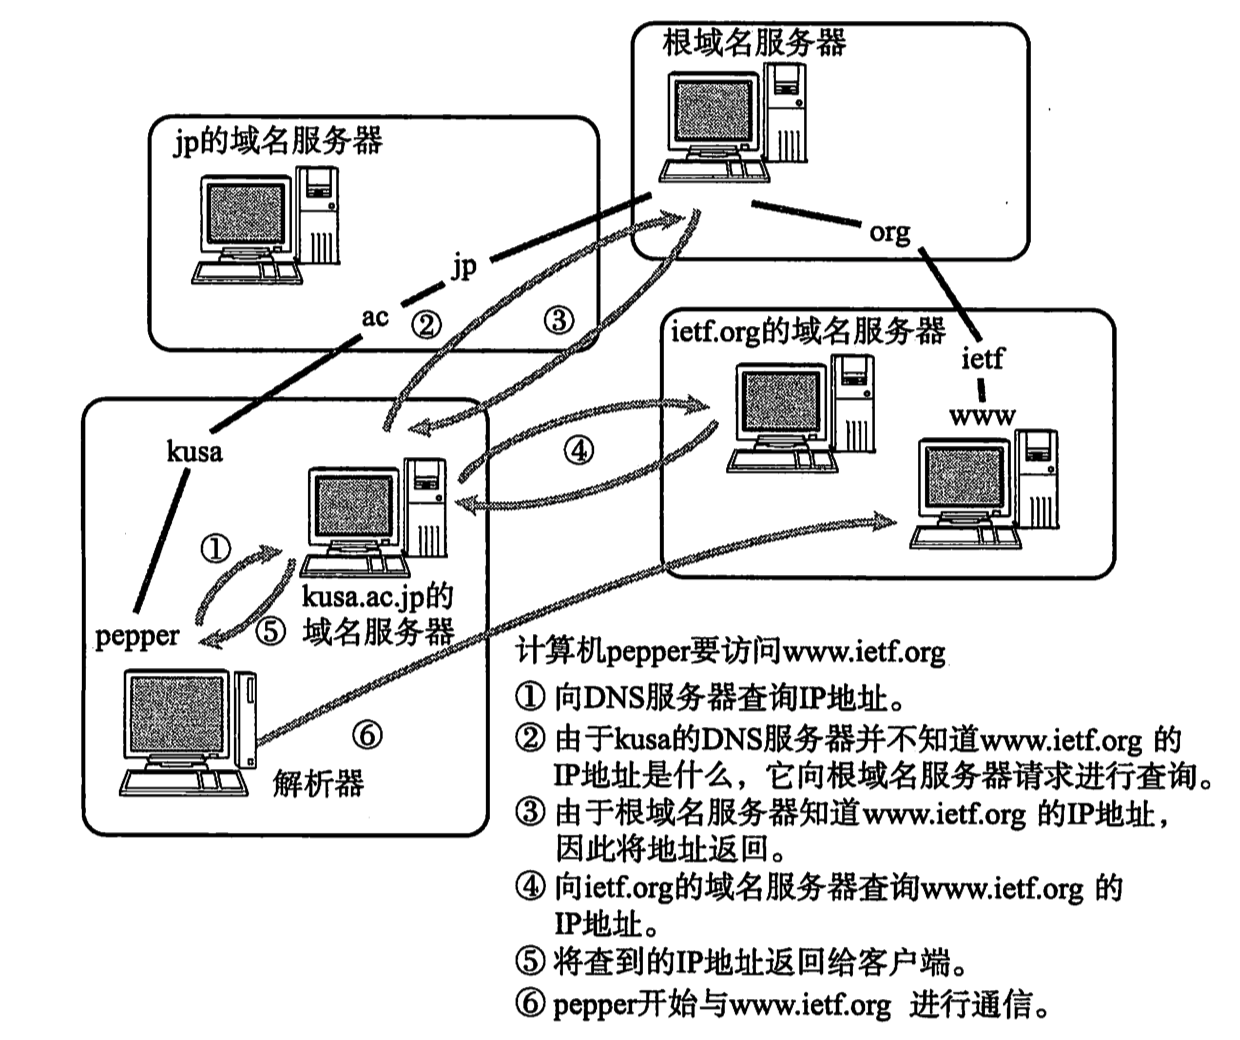 根域名服务器
jp的域名服务器
org
jp
ac
②
③
ietf.org的域名服务器
ietf
www
kusa
④
①
kusa.ac.jp的
域名服务器
⑤
pepper
⑥
解析器
计算机pepper要访问www.ietf.org
① 向DNS服务器查询IP地址。
② 由于kusa的DNS服务器并不知道www.ietf.org 的
IP地址是什么，它向根域名服务器请求进行查询。
③ 由于根域名服务器知道www.ietf.org 的IP地址，
因此将地址返回。
④ 向ietf.org的域名服务器查询www.ietf.org 的
IP地址。
⑤ 将查到的IP地址返回给客户端。
⑥ pepper开始与www.ietf.org 进行通信。